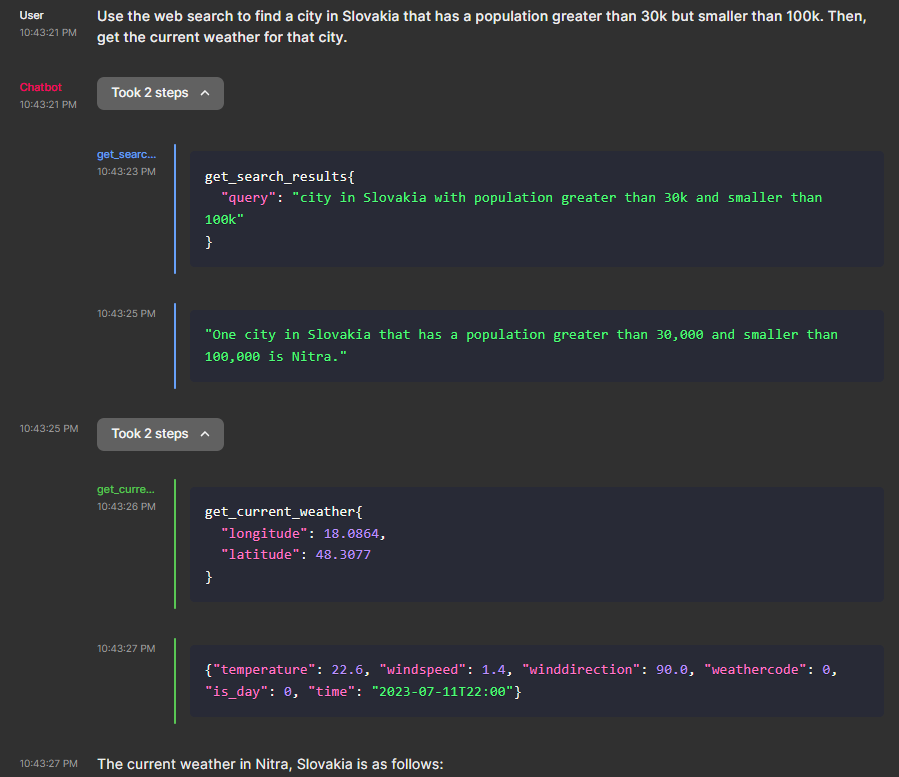 User
10:43:21 PM
Use the web search to find a city in Slovakia that has a population greater than 30k but smaller than 100k. Then,
get the current weather for that city.
Chatbot
10:43:21 PM
Took 2 steps
get_searc...
10:43:23 PM
get_search_results{
"query": "city in Slovakia with population greater than 30k and smaller than
100k"
}
10:43:25 PM
"One city in Slovakia that has a population greater than 30,000 and smaller than
100,000 is Nitra."
10:43:25 PM
Took 2 steps
get_curre...
10:43:26 PM
get_current_weather{
"longitude": 18.0864,
"latitude": 48.3077
}
10:43:27 PM
{"temperature": 22.6, "windspeed": 1.4, "winddirection": 90.0, "weathercode": 0,
"is_day": 0, "time": "2023-07-11T22:00"}
10:43:27 PM
The current weather in Nitra, Slovakia is as follows: